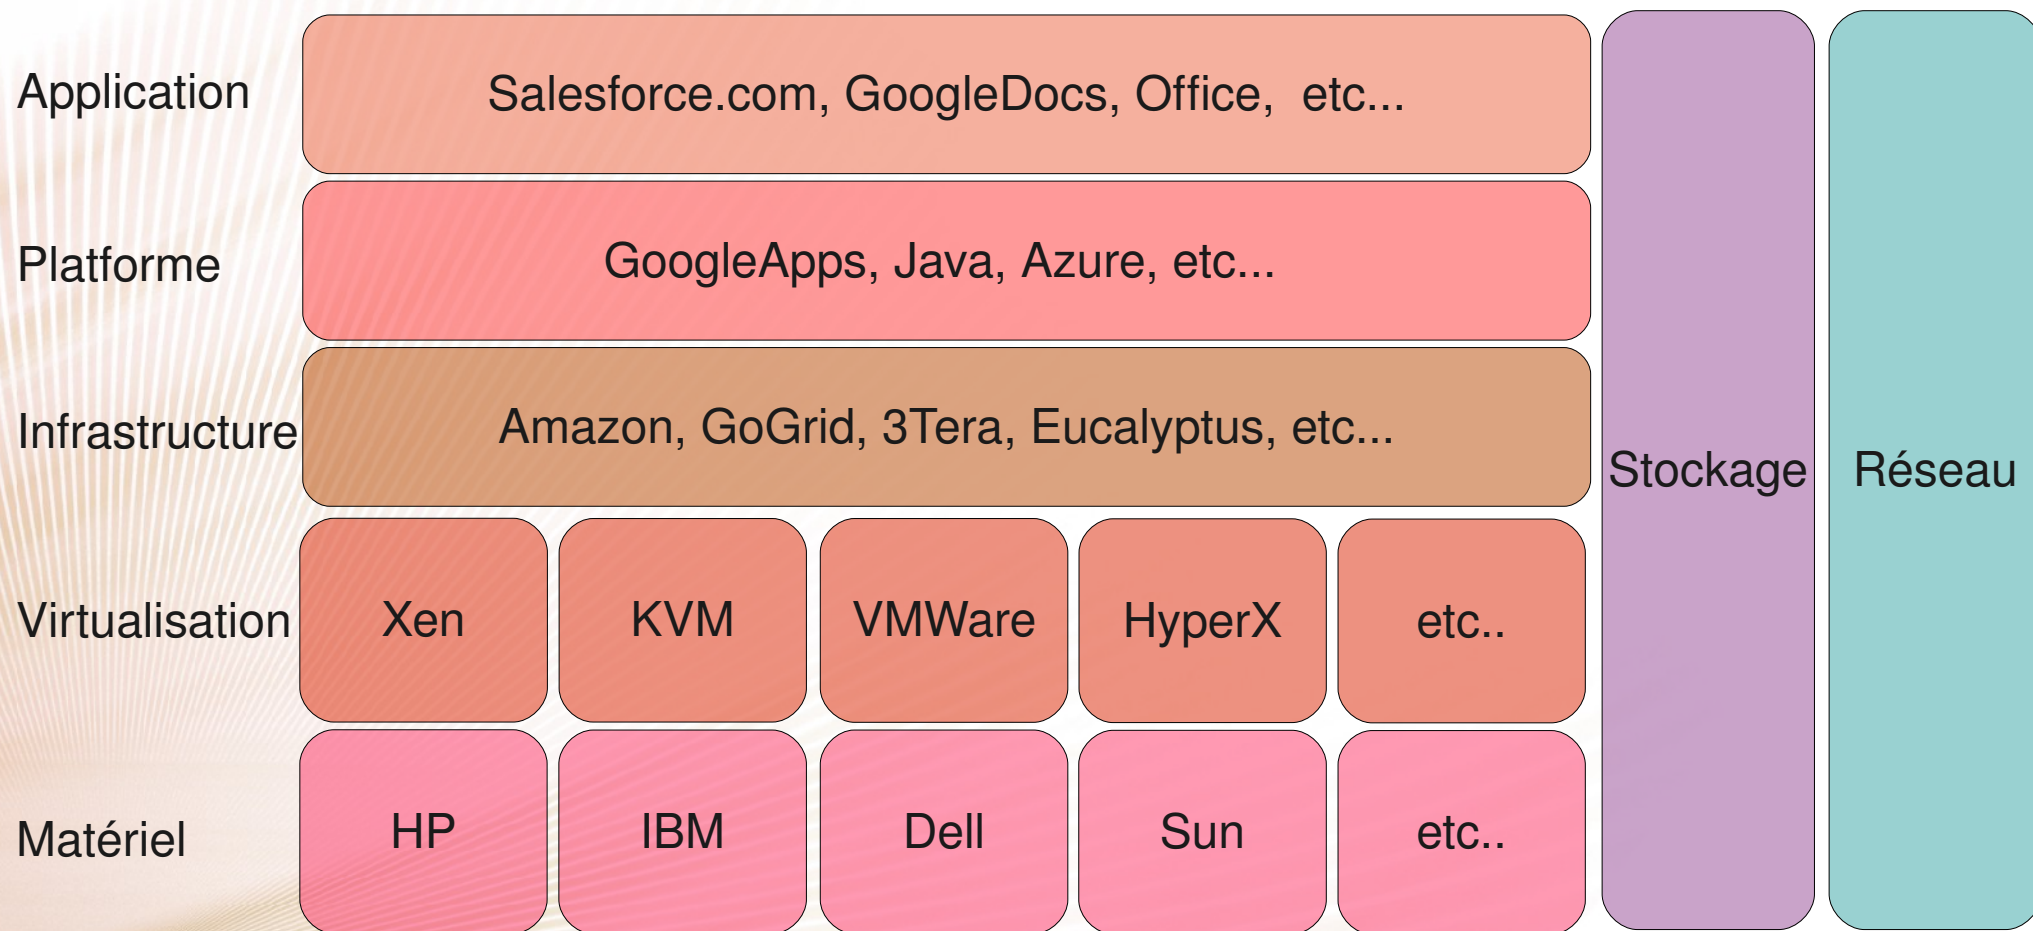 Application
Salesforce.com, GoogleDocs, Office,  etc...
Platforme
GoogleApps, Java, Azure, etc...
Infrastructure
Amazon, GoGrid, 3Tera, Eucalyptus, etc...
Stockage
Réseau
Virtualisation
Xen
KVM
VMWare
HyperX
etc..
Matériel
HP
IBM
Dell
Sun
etc..